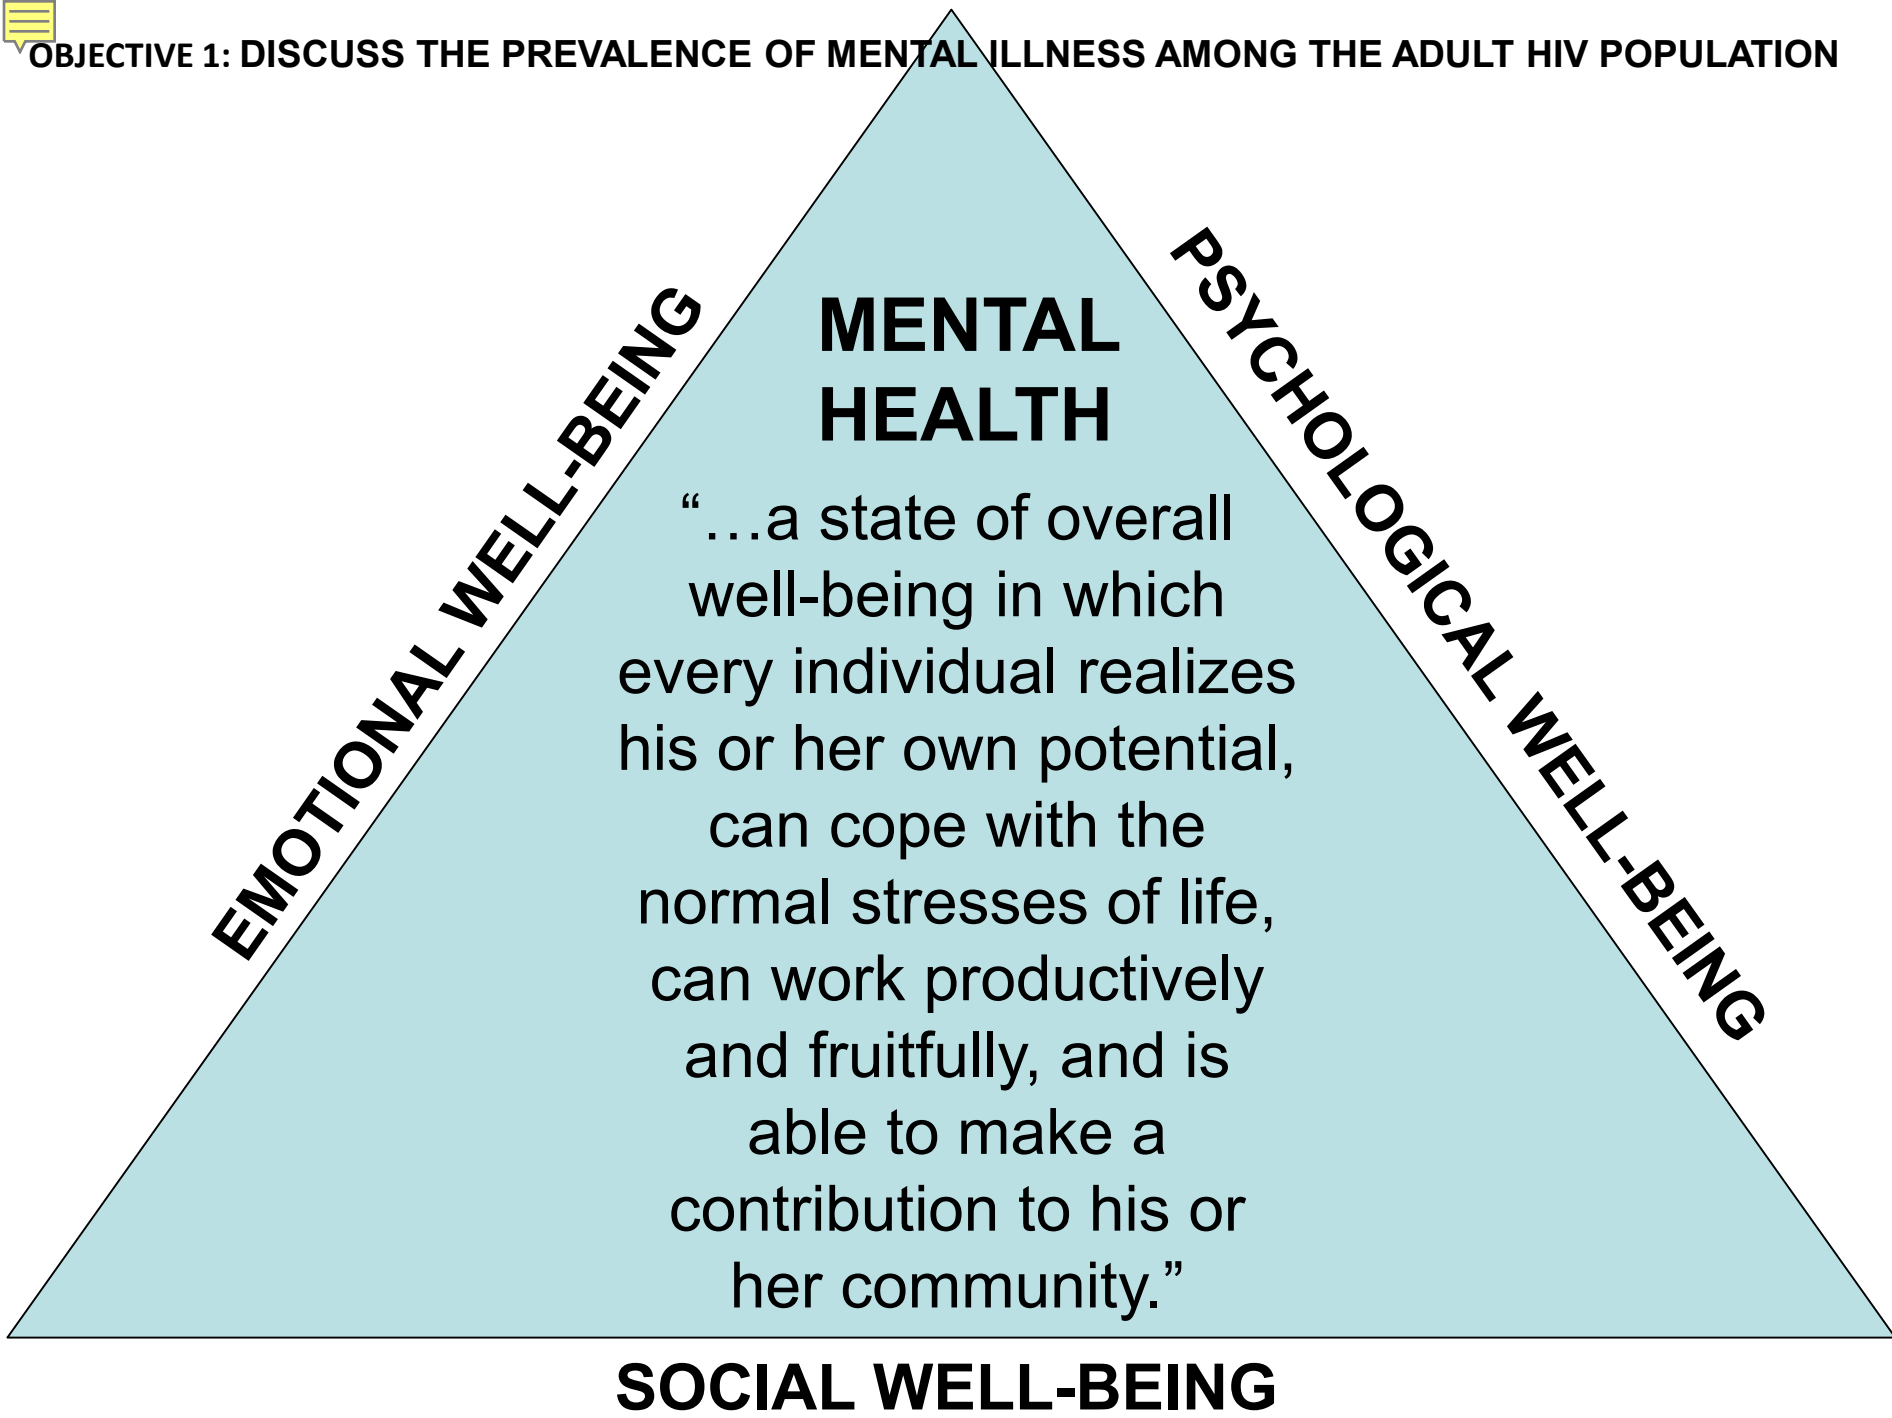 OBJECTIVE 1: DISCUSS THE PREVALENCE OF MENTAL ILLNESS AMONG THE ADULT HIV POPULATION
EMOTIONAL WELL-BEING
PSYCHOLOGICAL WELL-BEING
MENTAL
HEALTH
“…a state of overall
well-being in which
every individual realizes
his or her own potential,
can cope with the
normal stresses of life,
can work productively
and fruitfully, and is
able to make a
contribution to his or
her community.”
SOCIAL WELL-BEING